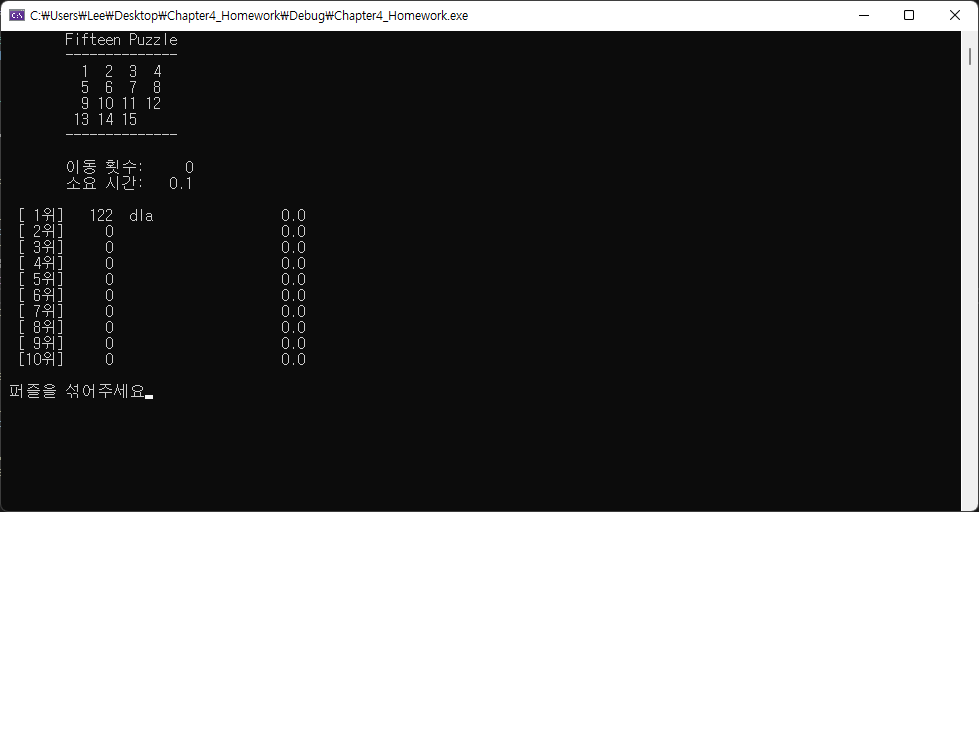 C:₩Users₩Lee₩Desktop₩Chapter4_Homework₩Debug₩Chapter4_Homework.exe
Fifteen Puzzle
--------------
1 2 3 4
5 6 7 8
9 10 11 12
13 14 15
--------------
이동 횟수: 0
소요 시간: 0.1
[ 1위] 122 dla 0.0
[ 2위] 0 0.0
[ 3위] 0 0.0
[ 4위] 0 0.0
[ 5위] 0 0.0
[ 6위] 0 0.0
[ 7위] 0 0.0
[ 8위] 0 0.0
[ 9위] 0 0.0
[10위] 0 0.0
퍼즐을 섞어주세요